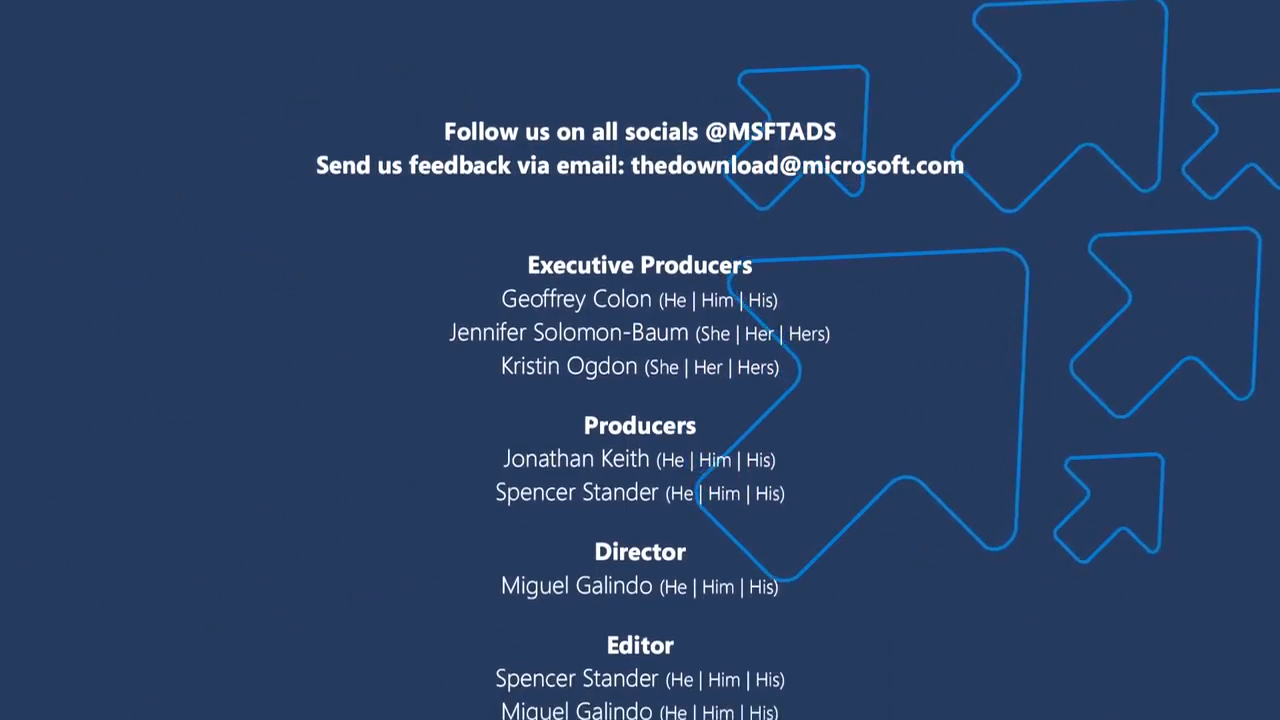 Follow us on all socials @MSFTADS
Send us feedback via email: thedownload@microsoft.com
Executive Producers
Geoffrey Colon (He | Him | His)
Jennifer Solomon-Baum (She | Her | Hers)
Kristin Ogdon (She | Her | Hers)
Producers
Jonathan Keith (He | Him | His)
Spencer Stander (He | Him | His)
Director
Miguel Galindo (He | Him | His)
Editor
Spencer Stander (He | Him | His)
Miguel Galindo (He | Him | His)